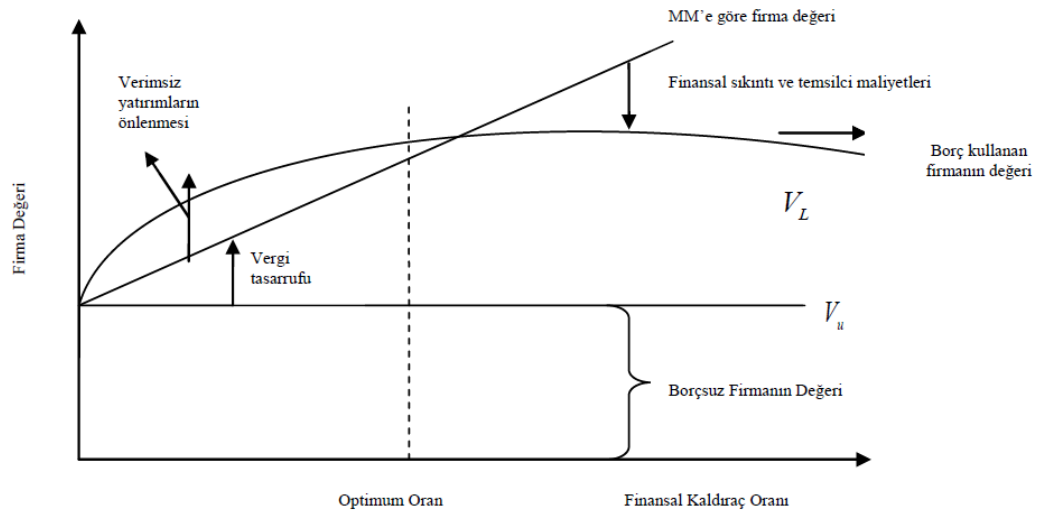 MM’e göre firma değeri
Verimsiz
yatırımların
önlenmesi
Finansal sıkıntı ve temsilci maliyetleri
Borç kullanan
firmanın değeri
V_L
Firma Değeri
Vergi
tasarrufu
V_u
Borçsuz Firmanın Değeri
Optimum Oran
Finansal Kaldıraç Oranı